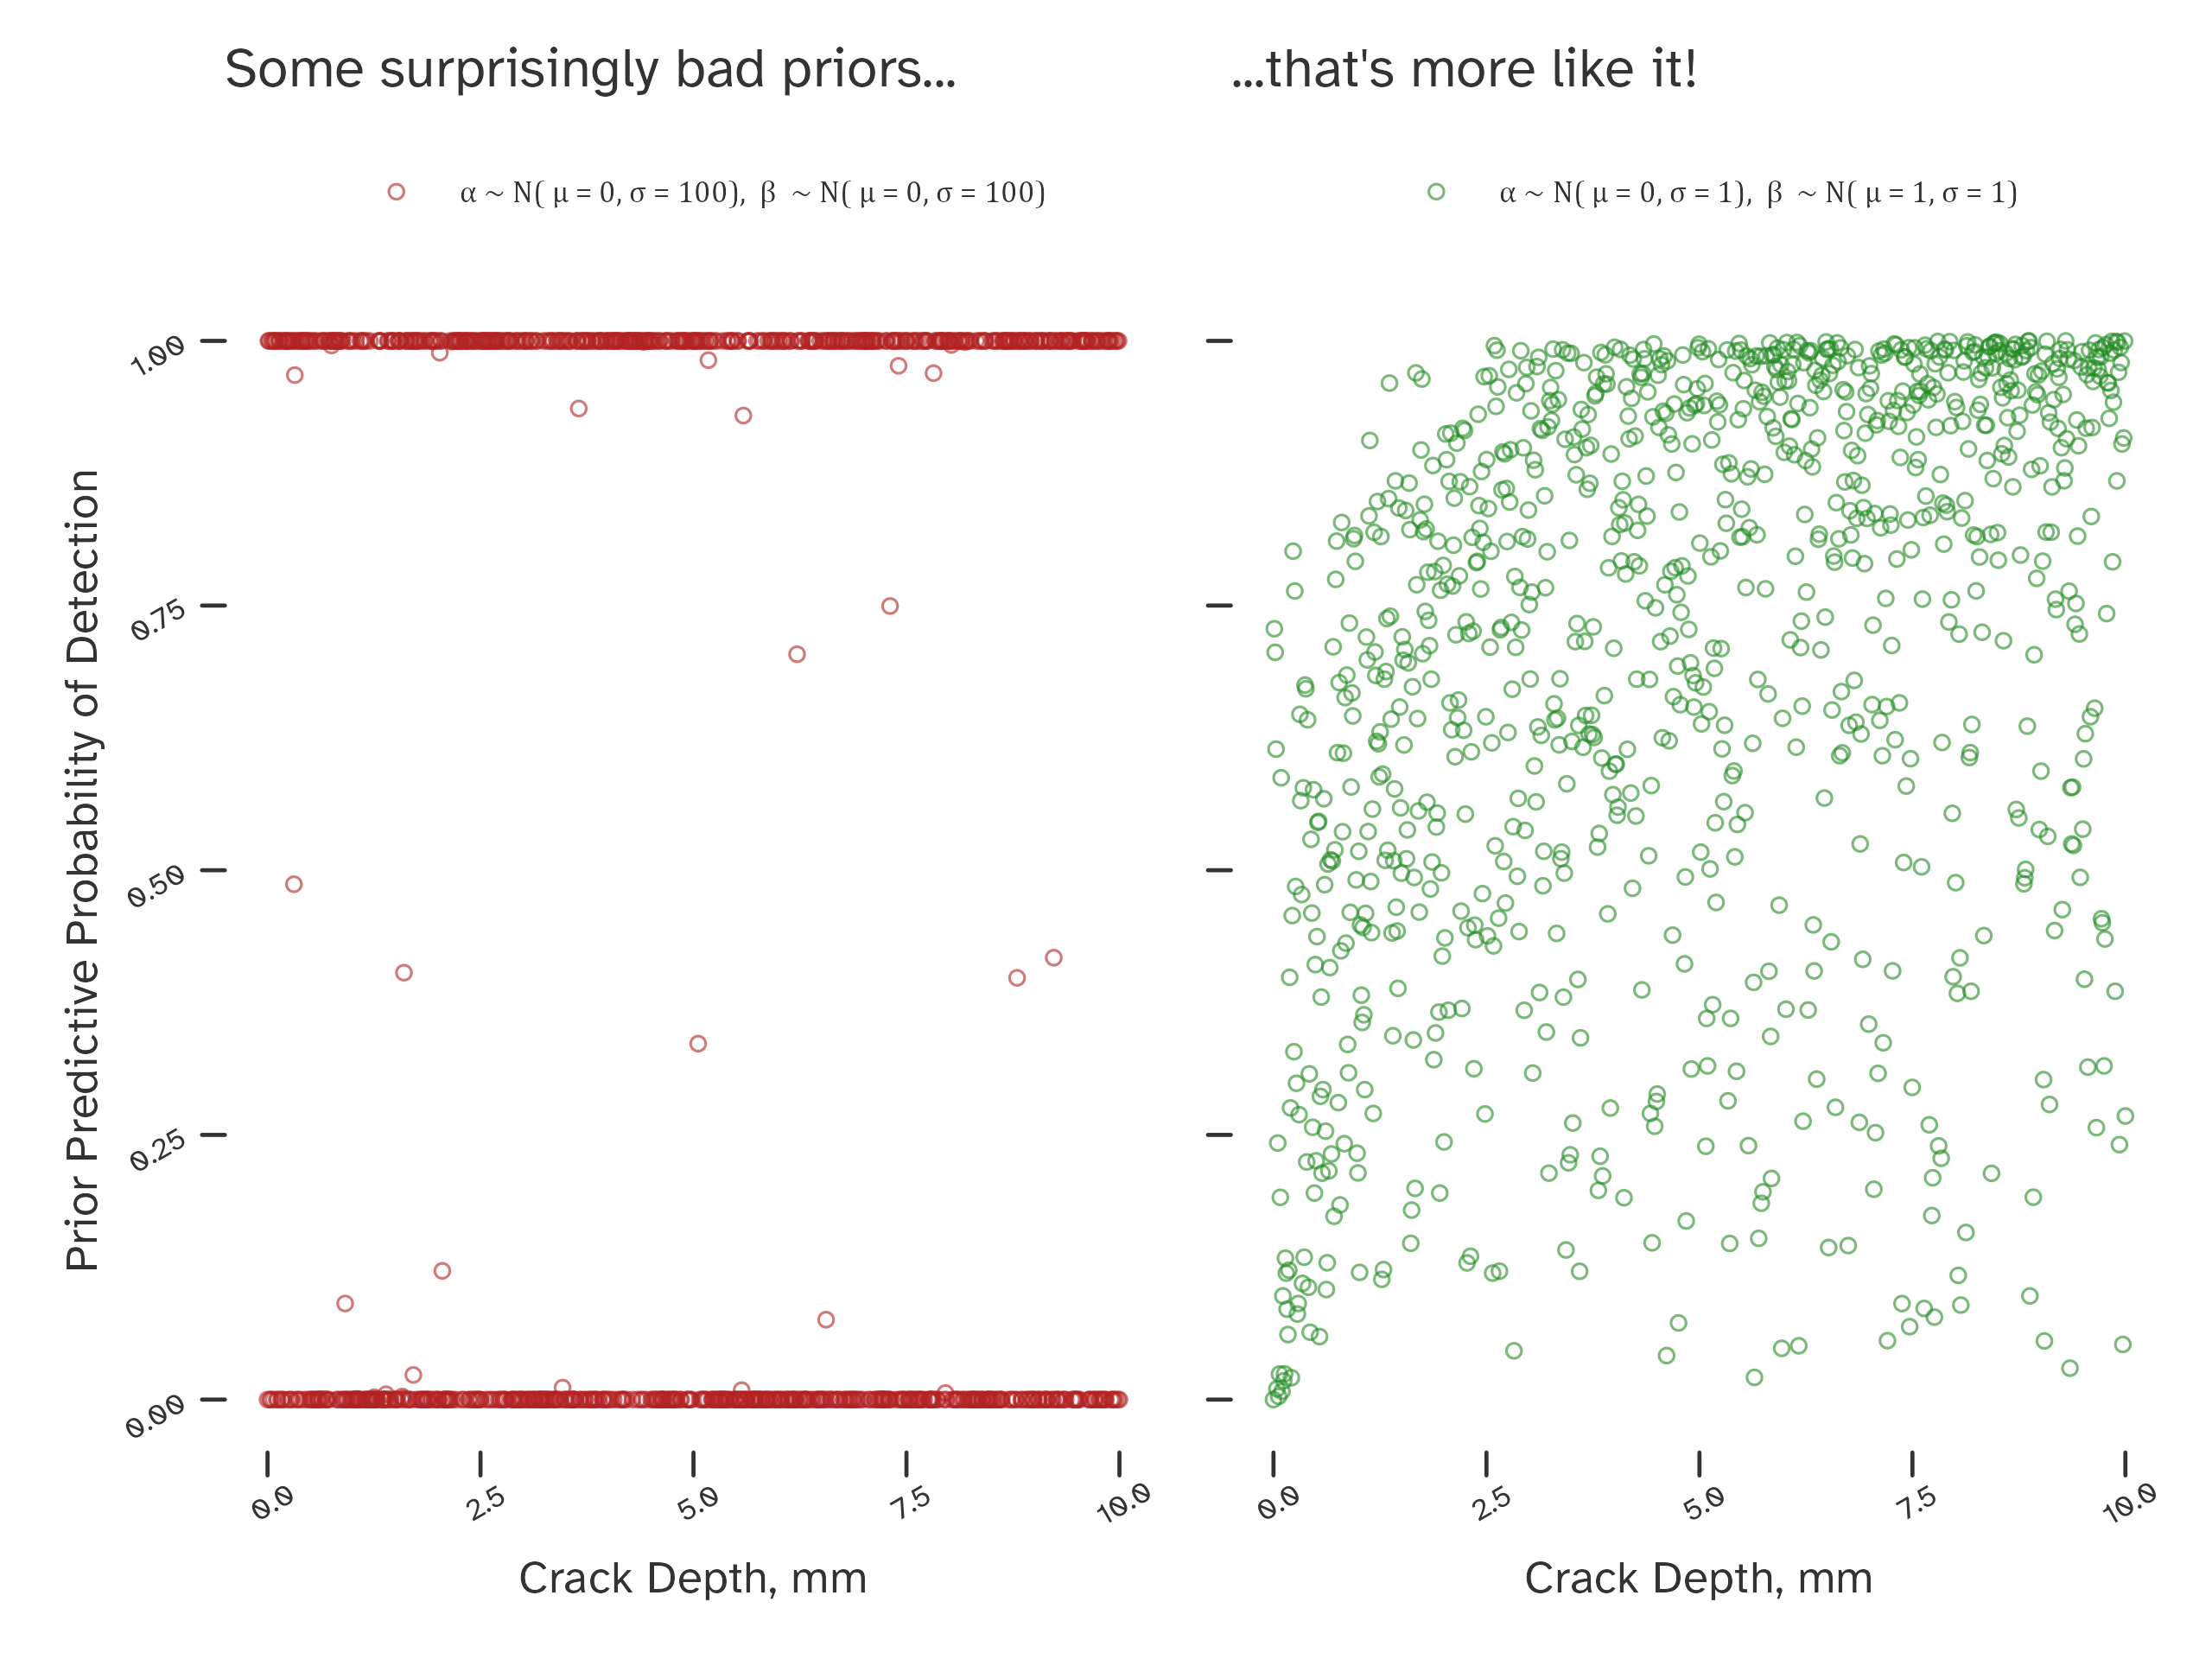 Some surprisingly bad priors...
...that's more like it!
α ~ N( μ = 0, σ = 100), β ~ N( μ = 0, σ = 100)
α ~ N( μ = 0, σ = 1), β ~ N( μ = 1, σ = 1)
Prior Predictive Probability of Detection
1.00
0.75
0.50
0.25
0.00
0.0 2.5 5.0 7.5 10.0
0.0 2.5 5.0 7.5 10.0
Crack Depth, mm
Crack Depth, mm